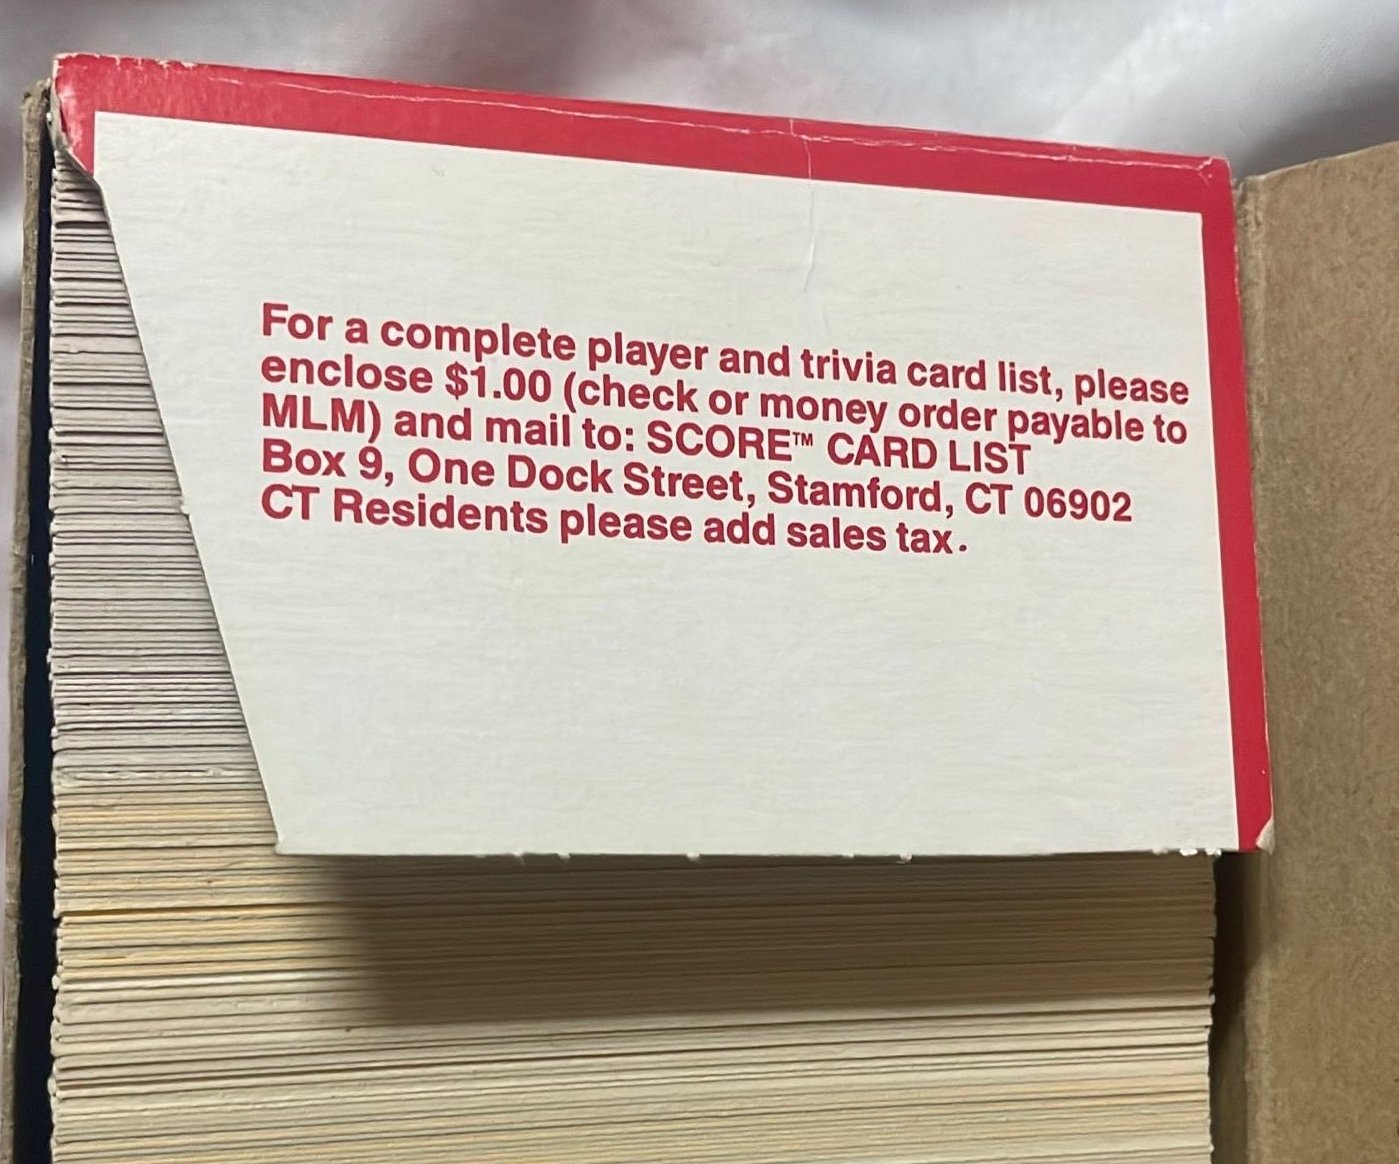 For a complete player and trivia card list, please
enclose $1.00 (check or money order payable to
MLM) and mail to: SCORE™ CARD LIST
Box 9, One Dock Street, Stamford, CT 06902
CT Residents please add sales tax.